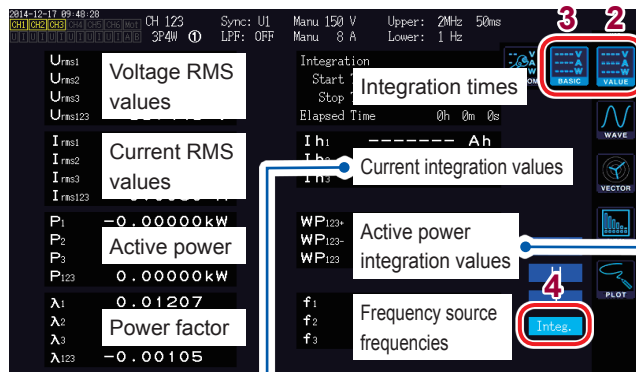 2014-12-17 09:48:28
CH1 CH2 CH3 CH4 CH5 CH6 Mot
U I U I U I U I U I U I A B
CH 123 Sync: U1 Manu 150 V Upper: 2MHz 50ms
3P4W ① LPF: OFF Manu 8 A Lower: 1 Hz
3 2
Urms1
Urms2
Urms3
Urms123
Voltage RMS
values
Irms1
Irms2
Irms3
Irms123
Current RMS
values
P1 -0.00000kW
P2
P3
P123 0.00000kW
Active power
λ1 0.01207
λ2
λ3
λ123 -0.00105
Power factor
Integration
Start
Stop
Elapsed Time 0h 0m 0s
Integration times
Ih1 ------- Ah
Ih3
Current integration values
WP123+
WP123-
WP123
Active power
integration values
f1
f2
f3
Frequency source
frequencies
V
A
W
BASIC
V
A
W
VALUE
WAVE
VECTOR
PLOT
4
Integ.